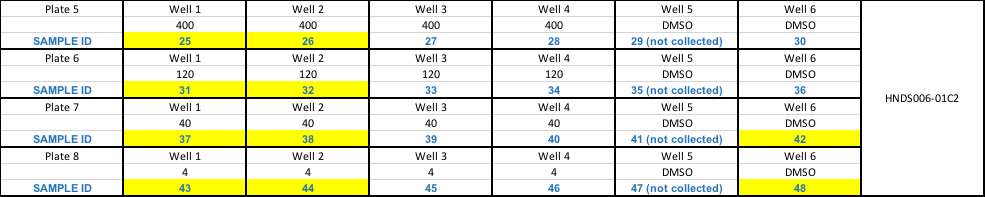 Plate 5 Well 1 Well 2 Well 3 Well 4 Well 5 Well 6
400 400 400 400 DMSO DMSO
SAMPLE ID 25 26 27 28 29 (not collected) 30
Plate 6 Well 1 Well 2 Well 3 Well 4 Well 5 Well 6
120 120 120 120 DMSO DMSO
SAMPLE ID 31 32 33 34 35 (not collected) 36
HNDS006-01C2
Plate 7 Well 1 Well 2 Well 3 Well 4 Well 5 Well 6
40 40 40 40 DMSO DMSO
SAMPLE ID 37 38 39 40 41 (not collected) 42
Plate 8 Well 1 Well 2 Well 3 Well 4 Well 5 Well 6
4 4 4 4 DMSO DMSO
SAMPLE ID 43 44 45 46 47 (not collected) 48